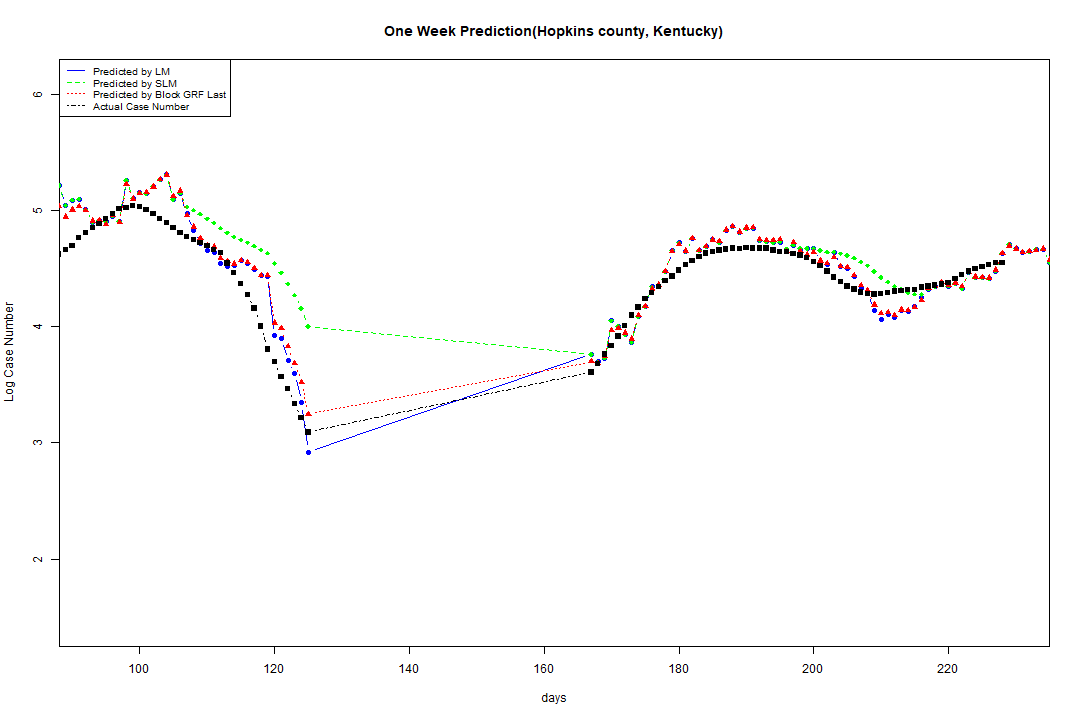 One Week Prediction(Hopkins county, Kentucky)
Predicted by LM
Predicted by SLM
Predicted by Block GRF Last
Actual Case Number
6
5
4
3
2
Log Case Number
100 120 140 160 180 200 220
days